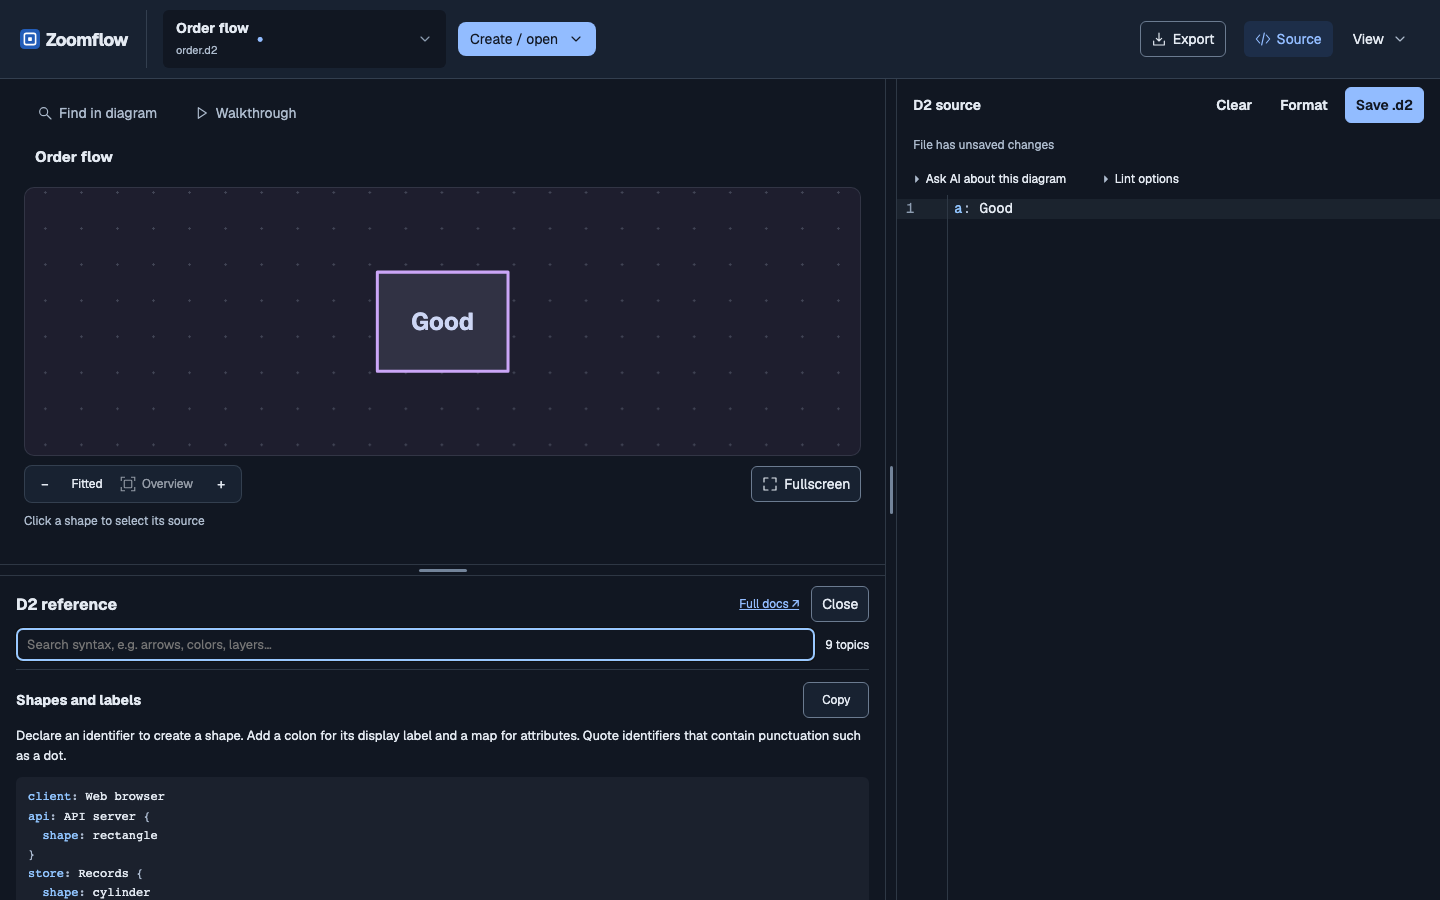 Zoomflow
Order flow
order.d2
Create / open
Export
</> Source
View
Find in diagram
Walkthrough
Order flow
Good
− Fitted Overview +
Fullscreen
Click a shape to select its source
D2 source
Clear
Format
Save .d2
File has unsaved changes
Ask AI about this diagram
Lint options
1 a: Good
D2 reference
Full docs ↗
Close
Search syntax, e.g. arrows, colors, layers…
9 topics
Shapes and labels
Copy
Declare an identifier to create a shape. Add a colon for its display label and a map for attributes. Quote identifiers that contain punctuation such
as a dot.
client: Web browser
api: API server {
  shape: rectangle
}
store: Records {
  shape: cylinder